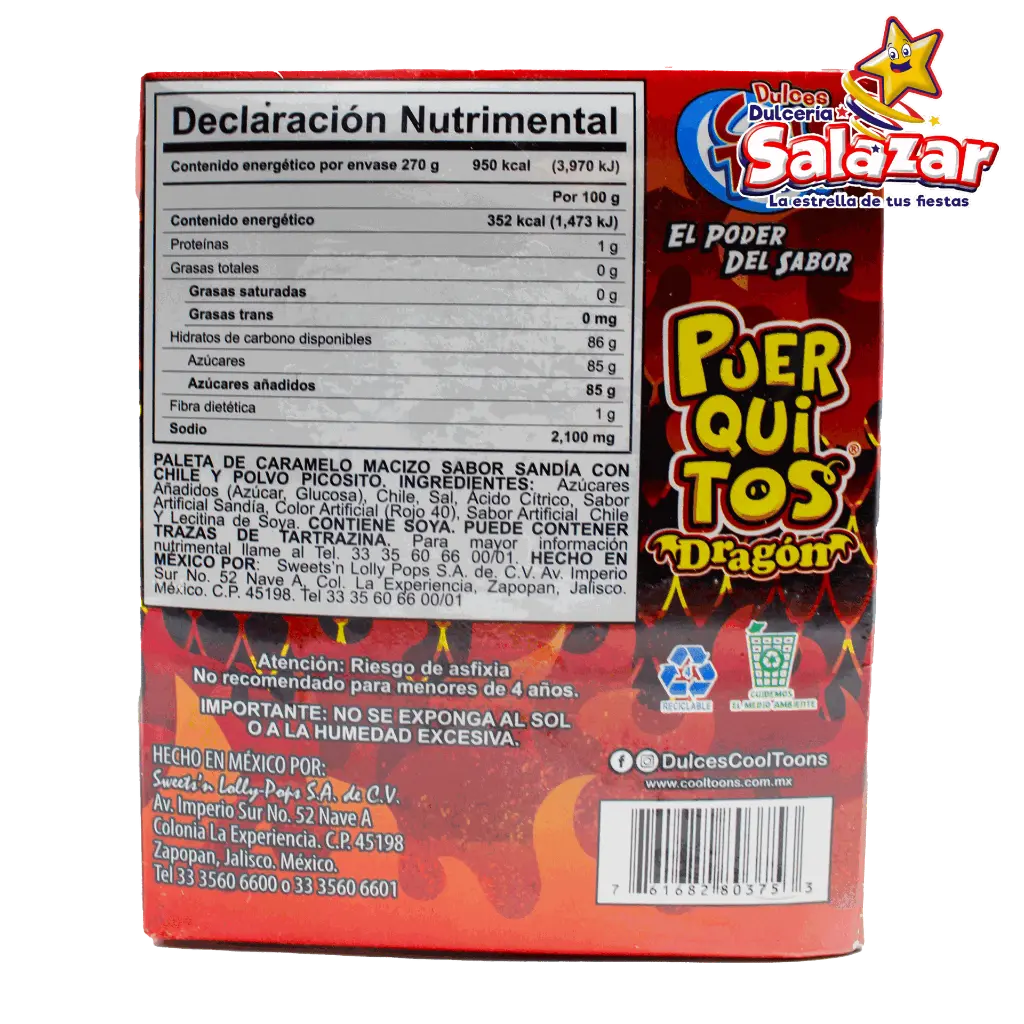 Declaración Nutrimental
Contenido energético por envase 270 g 950 kcal (3,970 kJ)
Por 100 g
Contenido energético 352 kcal (1,473 kJ)
Proteínas 1 g
Grasas totales 0 g
Grasas saturadas 0 g
Grasas trans 0 mg
Hidratos de carbono disponibles 86 g
Azúcares 85 g
Azúcares añadidos 85 g
Fibra dietética 1 g
Sodio 2,100 mg
PALETA DE CARAMELO MACIZO SABOR SANDÍA CON
CHILE Y POLVO PICOSITO. INGREDIENTES: Azúcares
Añadidos (Azúcar, Glucosa), Chile, Sal, Ácido Cítrico, Sabor
Artificial Sandía, Color Artificial (Rojo 40), Sabor Artificial Chile
Y Lecitina de Soya. CONTIENE SOYA. PUEDE CONTENER
TRAZAS DE TARTRAZINA. Para mayor información
nutrimental llame al Tel. 33 35 60 66 00/01. HECHO EN
MÉXICO POR: Sweets'n Lolly Pops S.A. de. C.V. Av. Imperio
Sur No. 52 Nave A, Col. La Experiencia, Zapopan, Jalisco.
México. C.P. 45198. Tel 33 35 60 66 00/01
Atención: Riesgo de asfixia
No recomendado para menores de 4 años.
IMPORTANTE: NO SE EXPONGA AL SOL
O A LA HUMEDAD EXCESIVA.
HECHO EN MÉXICO POR:
Sweets'n Lolly-Pops S.A. de C.V.
Av. Imperio Sur No. 52 Nave A
Colonia La Experiencia. C.P. 45198
Zapopan, Jalisco. México.
Tel 33 3560 6600 o 33 3560 6601
Dulces
Dulcería
Salazar
La estrella de tus fiestas
EL PODER
DEL SABOR
PUER
QUI
TOS®
Dragón
4
RECICLABLE
CUIDEMOS
EL MEDIO AMBIENTE
DulcesCoolToons
www.cooltoons.com.mx
7 61682 80375 3